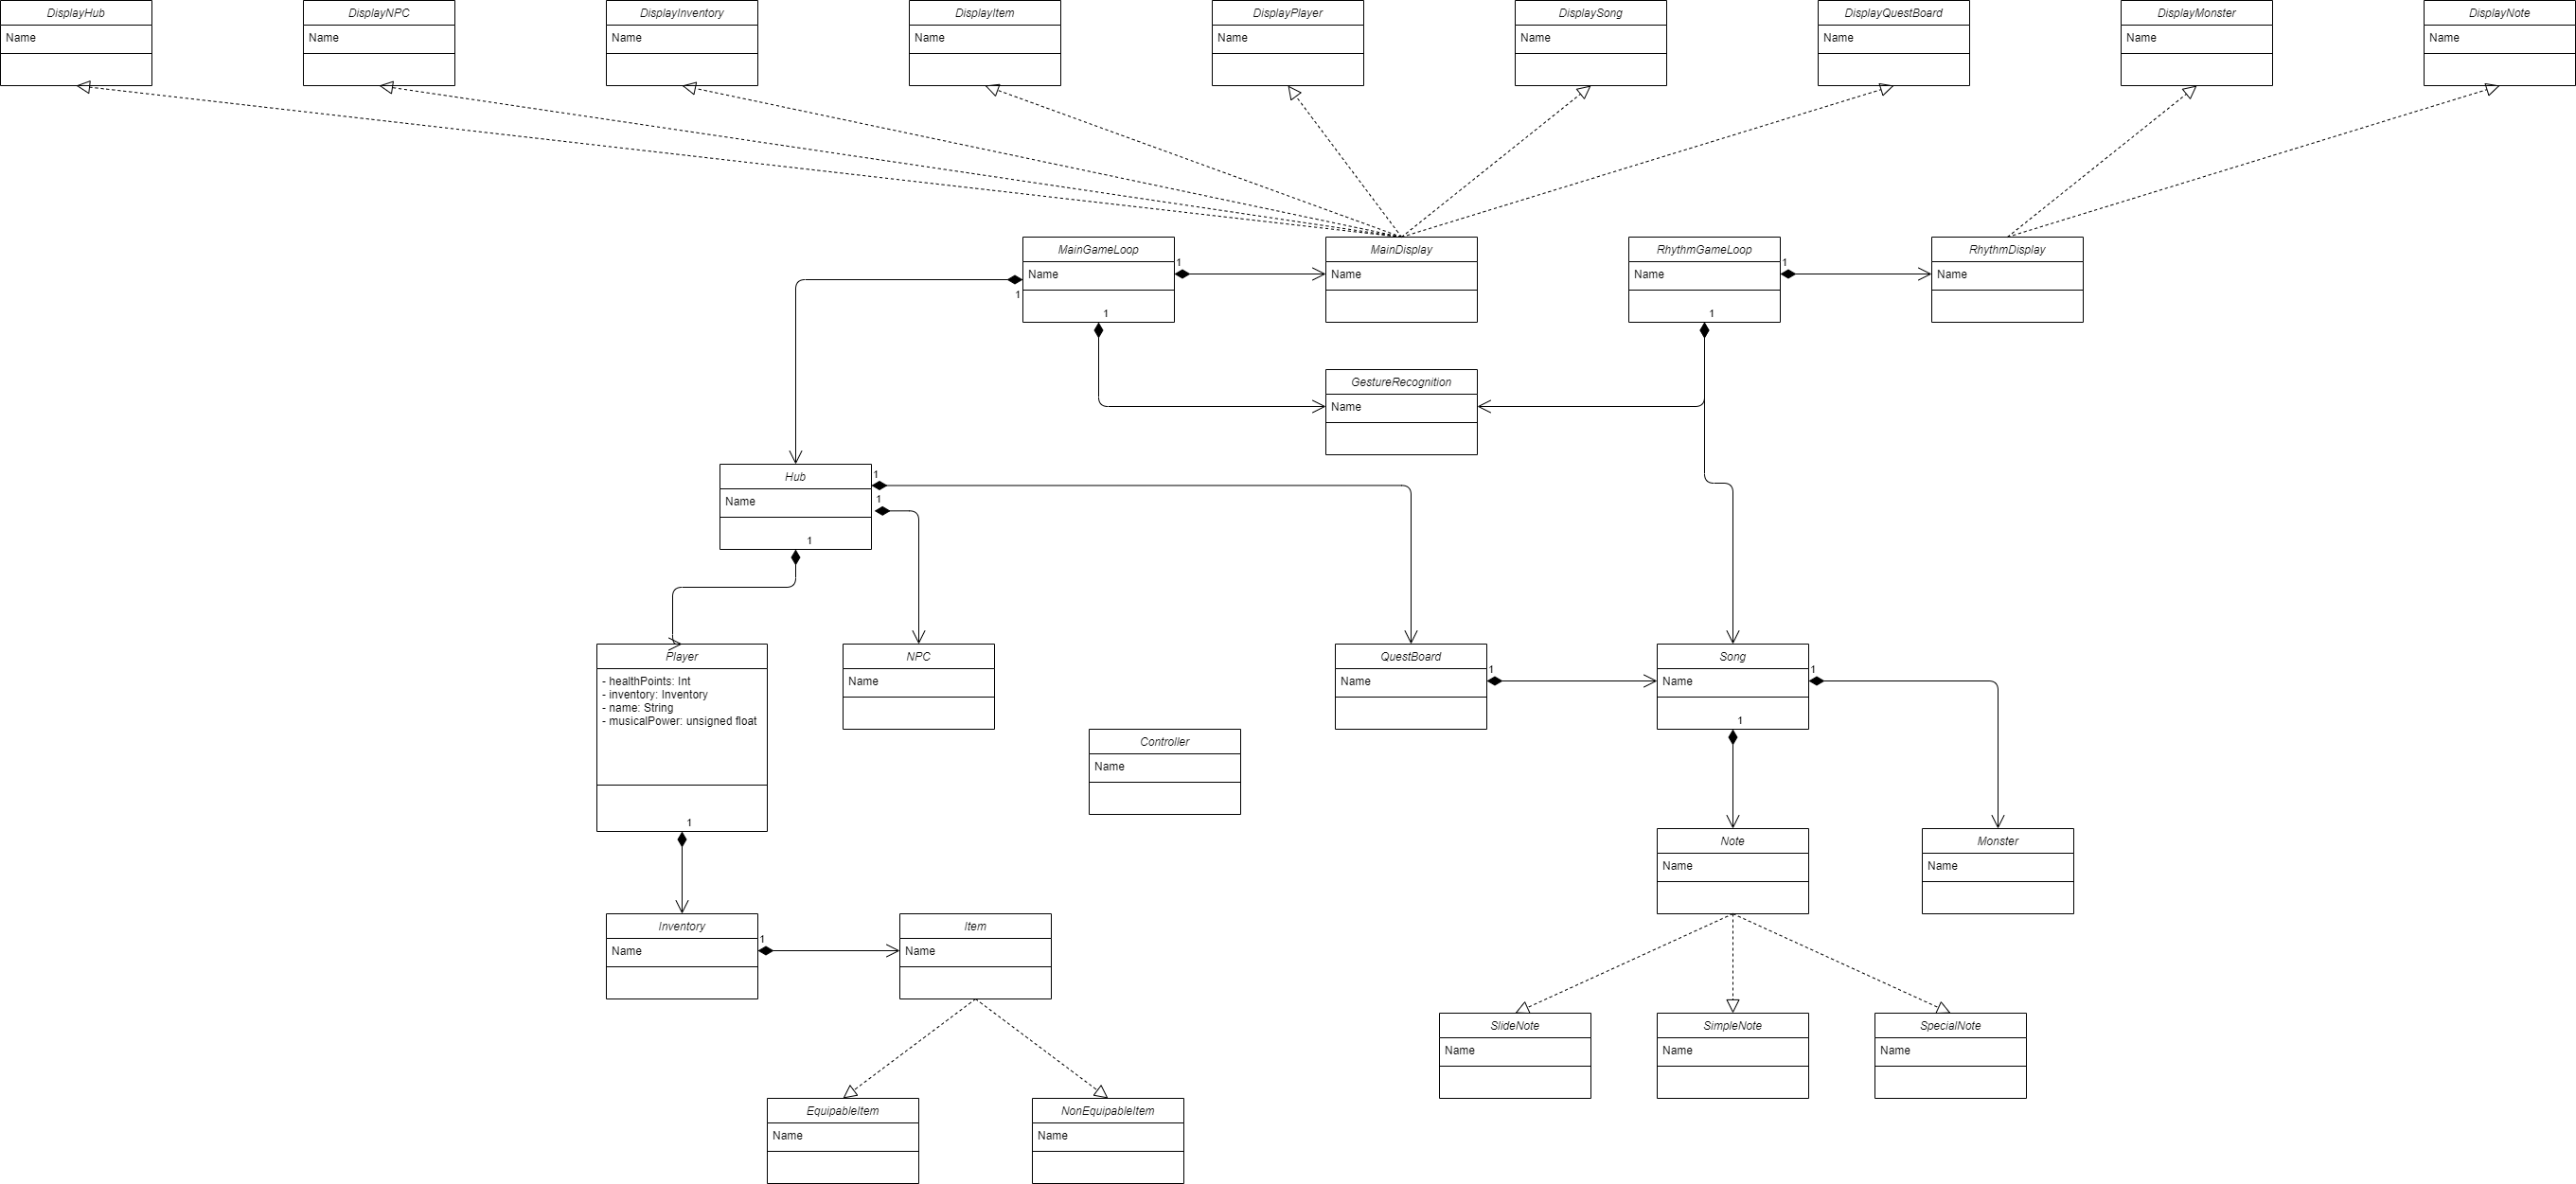 DisplayHub
Name
DisplayNPC
Name
DisplayInventory
Name
DisplayItem
Name
DisplayPlayer
Name
DisplaySong
Name
DisplayQuestBoard
Name
DisplayMonster
Name
DisplayNote
Name
MainGameLoop
Name
1
1
1
MainDisplay
Name
RhythmGameLoop
Name
1
1
RhythmDisplay
Name
GestureRecognition
Name
Hub
Name
1
1
1
Player
- healthPoints: Int
- inventory: Inventory
- name: String
- musicalPower: unsigned float
1
NPC
Name
Controller
Name
QuestBoard
Name
1
Song
Name
1
1
Note
Name
Monster
Name
Inventory
Name
1
Item
Name
SlideNote
Name
SimpleNote
Name
SpecialNote
Name
EquipableItem
Name
NonEquipableItem
Name